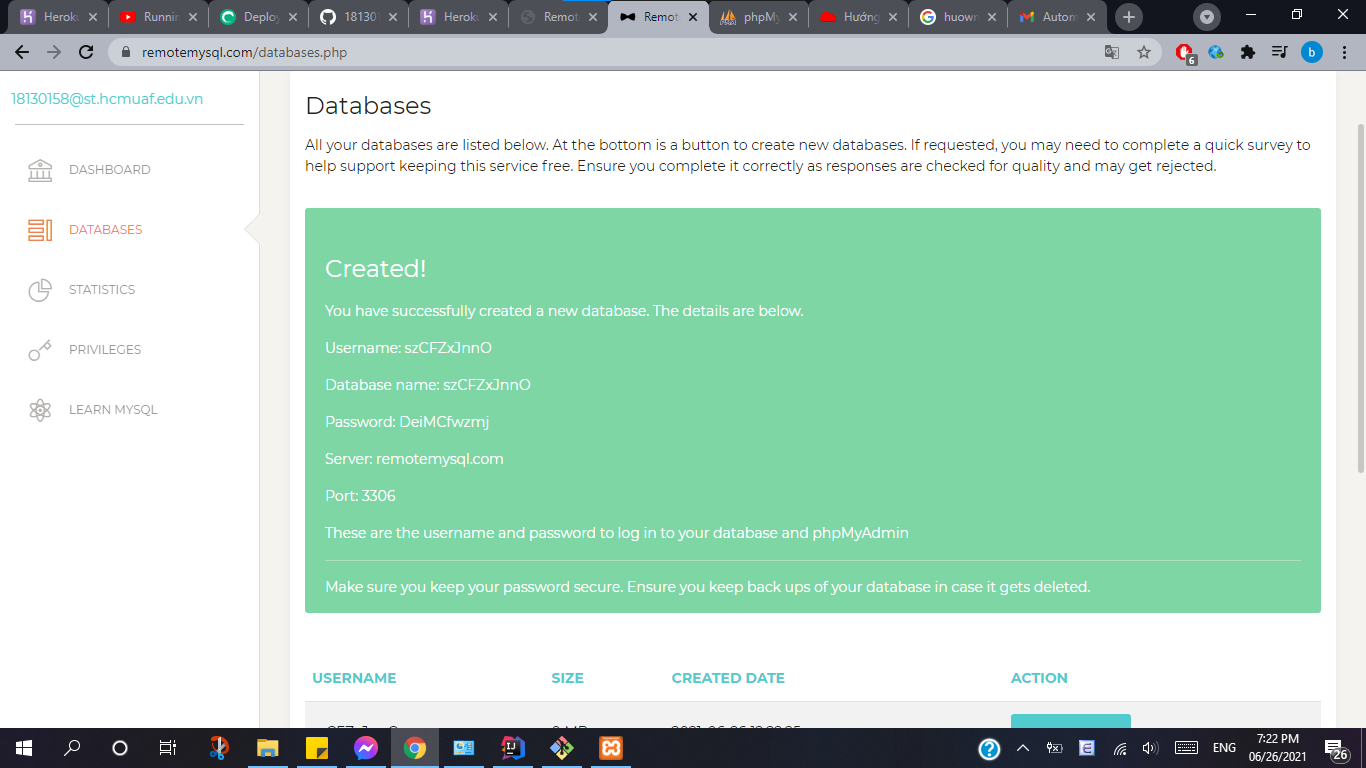 Heroku
Runnin
Deploy
18130
Heroku
Remot
Remot
phpMy
Hướng
huown
Autom
remotemysql.com/databases.php
6
b
18130158@st.hcmuaf.edu.vn
DASHBOARD
DATABASES
STATISTICS
PRIVILEGES
LEARN MYSQL
Databases
All your databases are listed below. At the bottom is a button to create new databases. If requested, you may need to complete a quick survey to
help support keeping this service free. Ensure you complete it correctly as responses are checked for quality and may get rejected.
Created!
You have successfully created a new database. The details are below.
Username: szCFZxJnnO
Database name: szCFZxJnnO
Password: DeiMCfwzmj
Server: remotemysql.com
Port: 3306
These are the username and password to log in to your database and phpMyAdmin
Make sure you keep your password secure. Ensure you keep back ups of your database in case it gets deleted.
USERNAME SIZE CREATED DATE ACTION
ENG
7:22 PM
06/26/2021
26